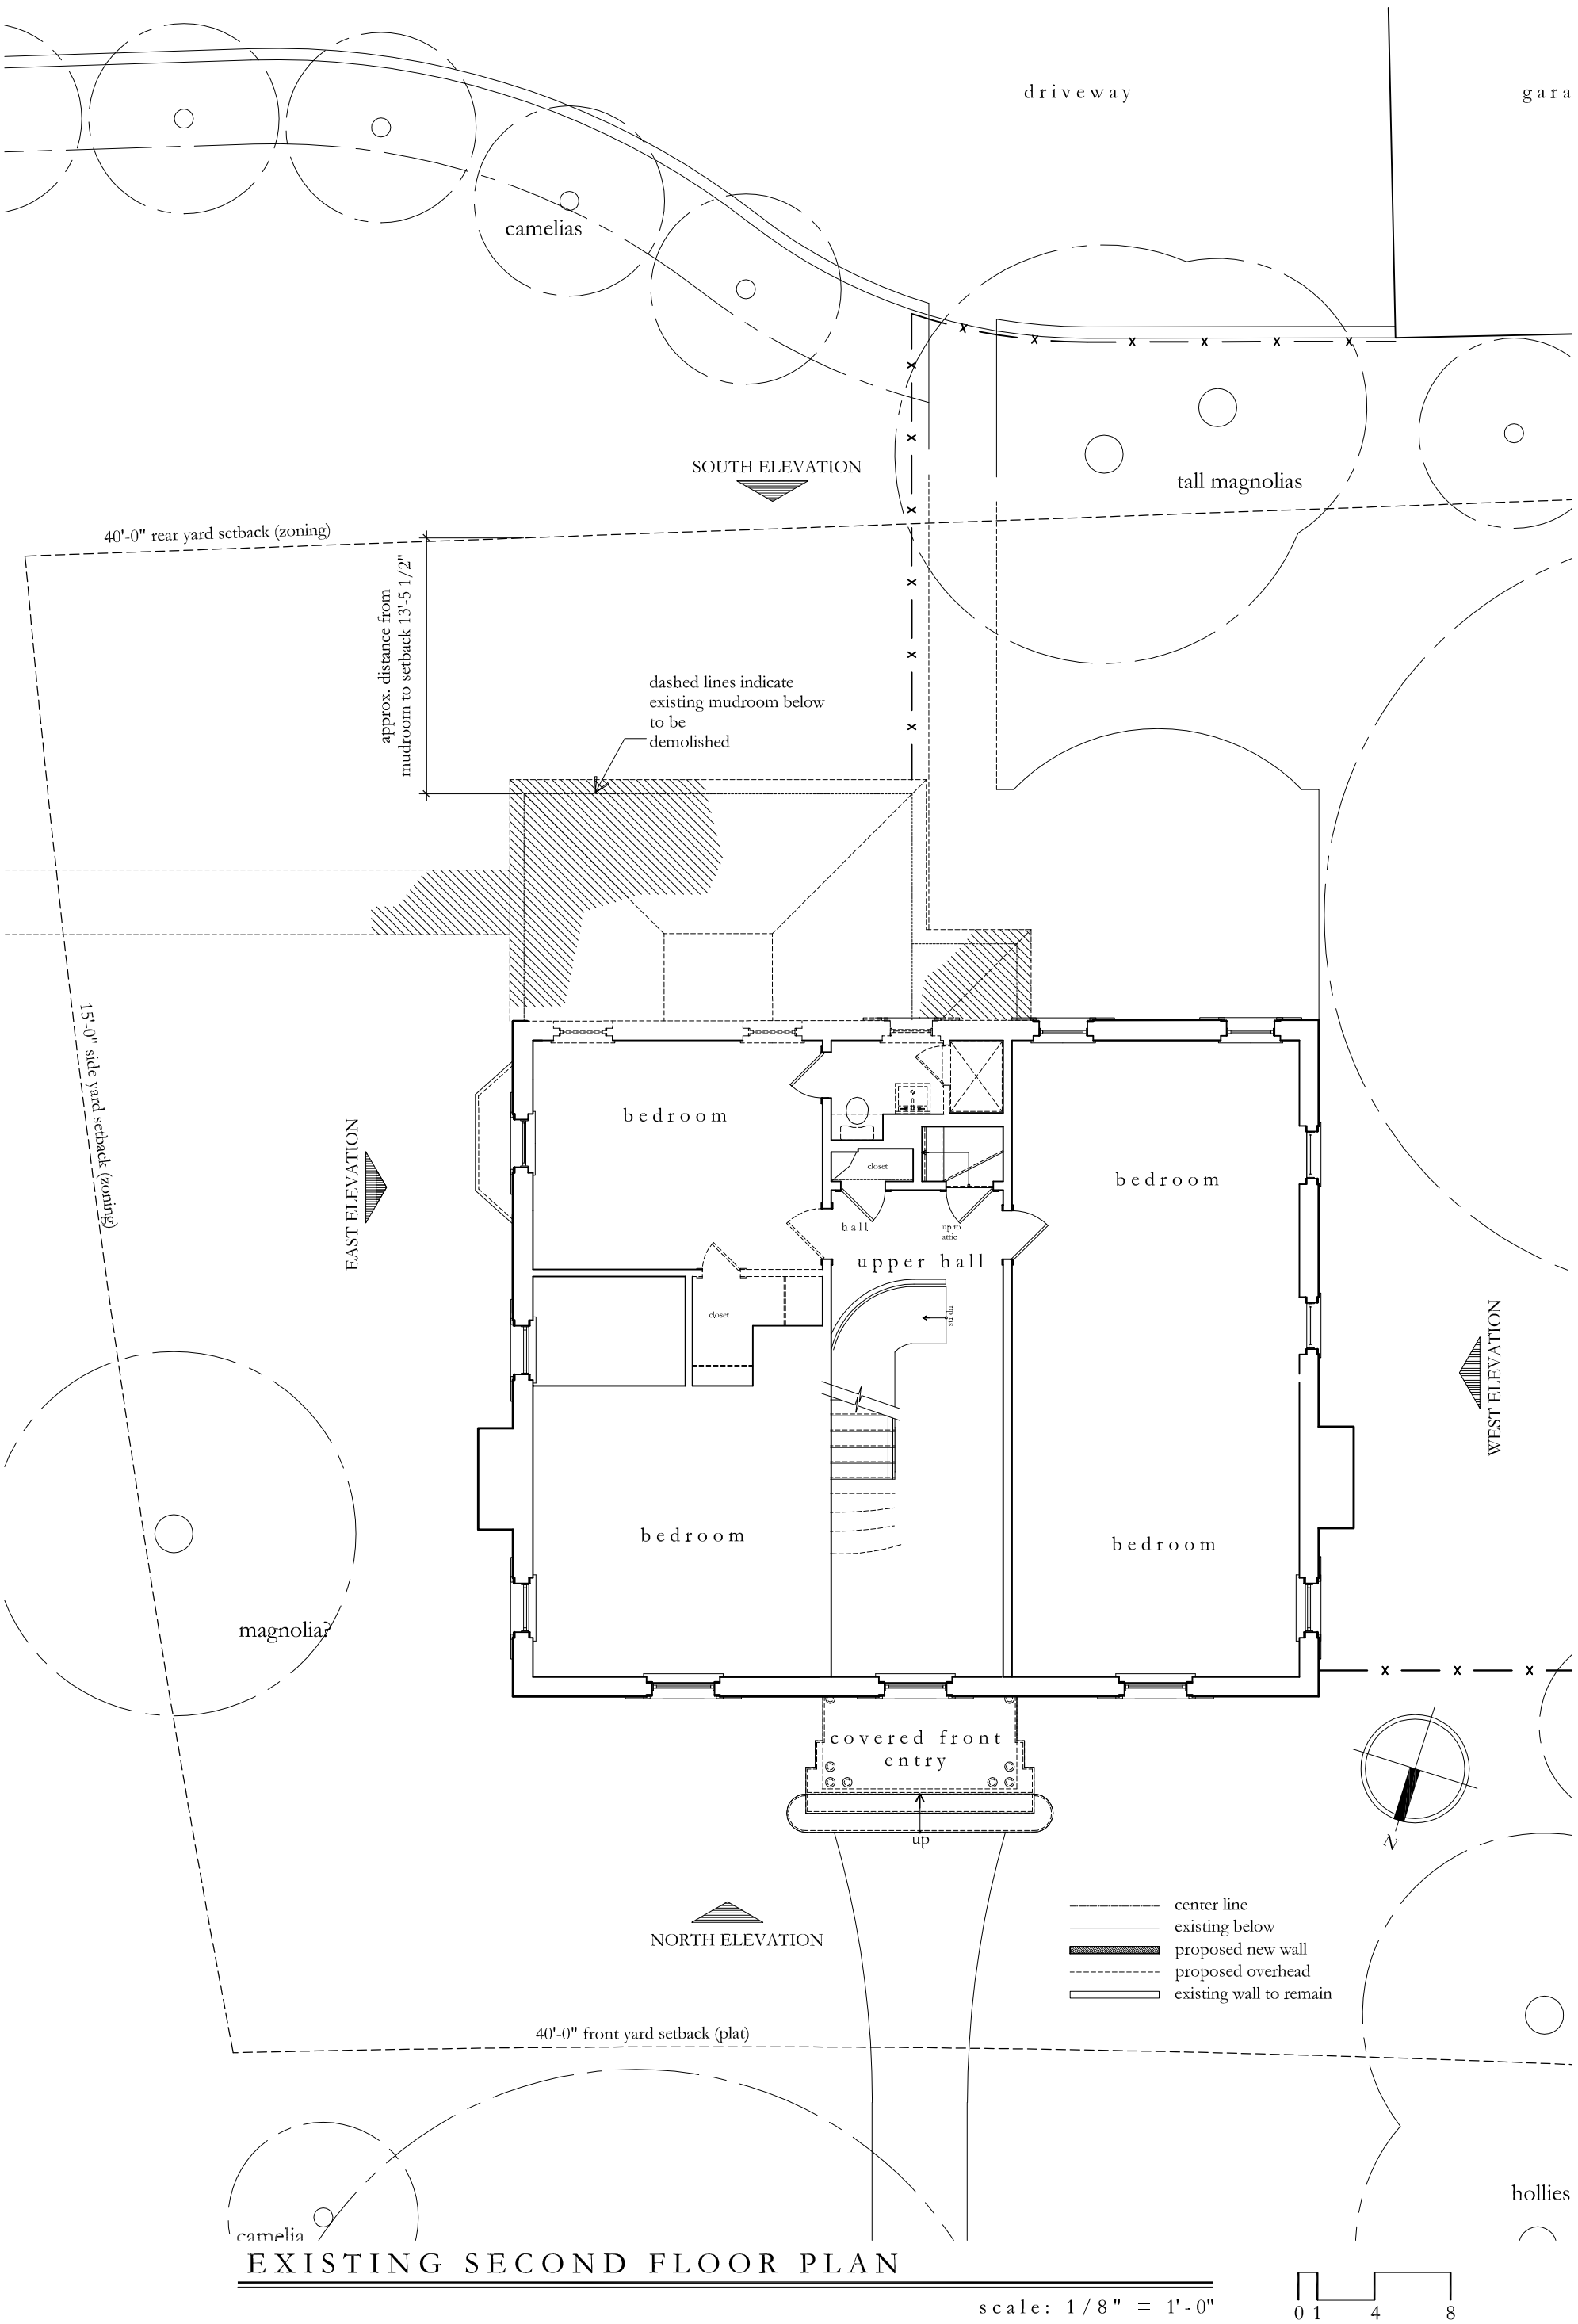 driveway
gara
camelias
SOUTH ELEVATION
tall magnolias
40'-0" rear yard setback (zoning)
approx. distance from
mudroom to setback 13'-5 1/2"
dashed lines indicate
existing mudroom below
to be
demolished
15'-0" side yard setback (zoning)
EAST ELEVATION
bedroom
closet
bedroom
hall
up to
attic
upper hall
closet
str dn
WEST ELEVATION
bedroom
bedroom
magnolia?
covered front
entry
up
N
NORTH ELEVATION
center line
existing below
proposed new wall
proposed overhead
existing wall to remain
40'-0" front yard setback (plat)
hollies
camelia
EXISTING SECOND FLOOR PLAN
scale: 1/8" = 1'-0"
0 1 4 8
x x x x x x
x x x x x x
x x x